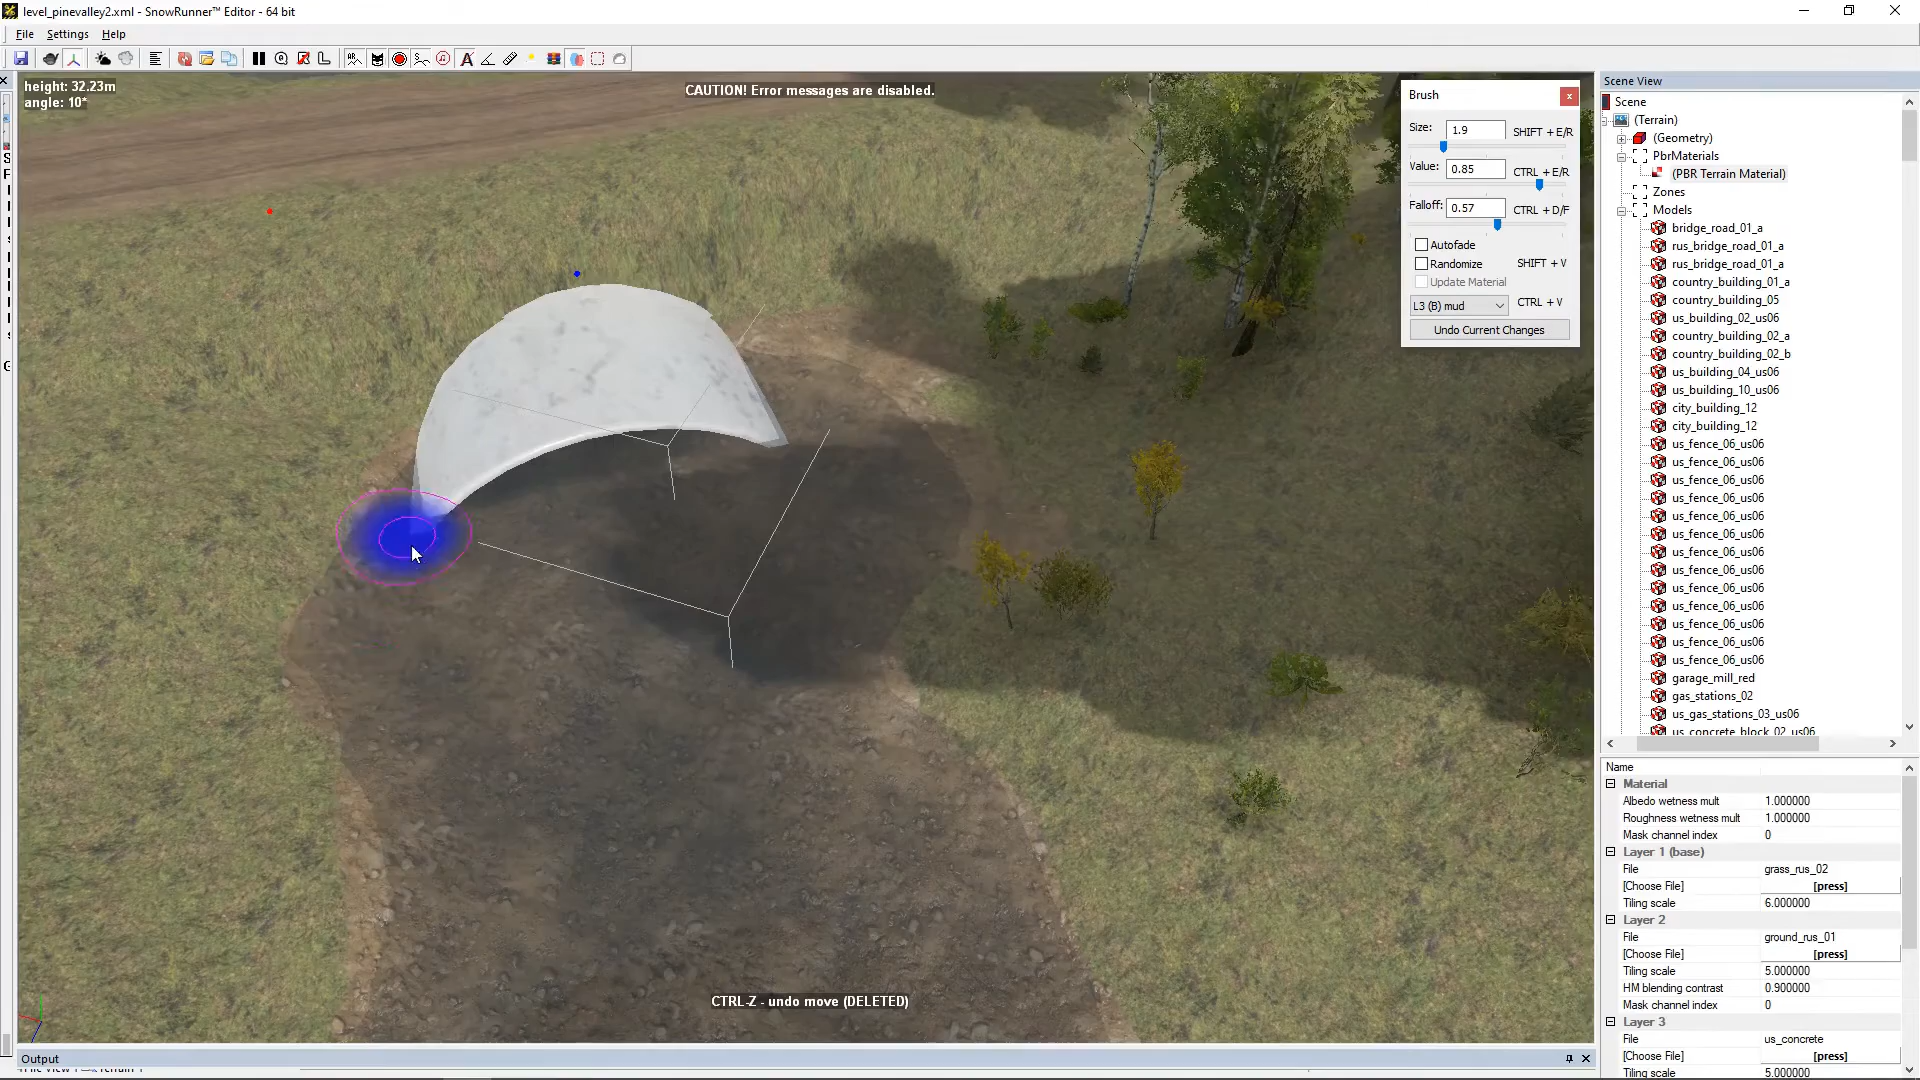 level_pinevalley2.xml - SnowRunner™ Editor - 64 bit
File Settings Help
height: 32.23m
angle: 10*
CAUTION! Error messages are disabled.
Brush
Size: 1.9 SHIFT + E/R
Value: 0.85 CTRL + E/R
Falloff: 0.57 CTRL + D/F
Autofade
Randomize SHIFT + V
Update Material
L3 (B) mud CTRL + V
Undo Current Changes
CTRL-Z - undo move (DELETED)
Output
Scene View
Scene
(Terrain)
(Geometry)
PbrMaterials
(PBR Terrain Material)
Zones
Models
bridge_road_01_a
rus_bridge_road_01_a
rus_bridge_road_01_a
country_building_01_a
country_building_05
us_building_02_us06
country_building_02_a
country_building_02_b
us_building_04_us06
us_building_10_us06
city_building_12
city_building_12
us_fence_06_us06
us_fence_06_us06
us_fence_06_us06
us_fence_06_us06
us_fence_06_us06
us_fence_06_us06
us_fence_06_us06
us_fence_06_us06
us_fence_06_us06
us_fence_06_us06
us_fence_06_us06
us_fence_06_us06
us_fence_06_us06
garage_mill_red
gas_stations_02
us_gas_stations_03_us06
us_concrete_block_02_us06
Name
Material
Albedo wetness mult 1.000000
Roughness wetness mult 1.000000
Mask channel index 0
Layer 1 (base)
File grass_rus_02
[Choose File] [press]
Tiling scale 6.000000
Layer 2
File ground_rus_01
[Choose File] [press]
Tiling scale 5.000000
HM blending contrast 0.900000
Mask channel index 0
Layer 3
File us_concrete
[Choose File] [press]
Tiling scale 5.000000